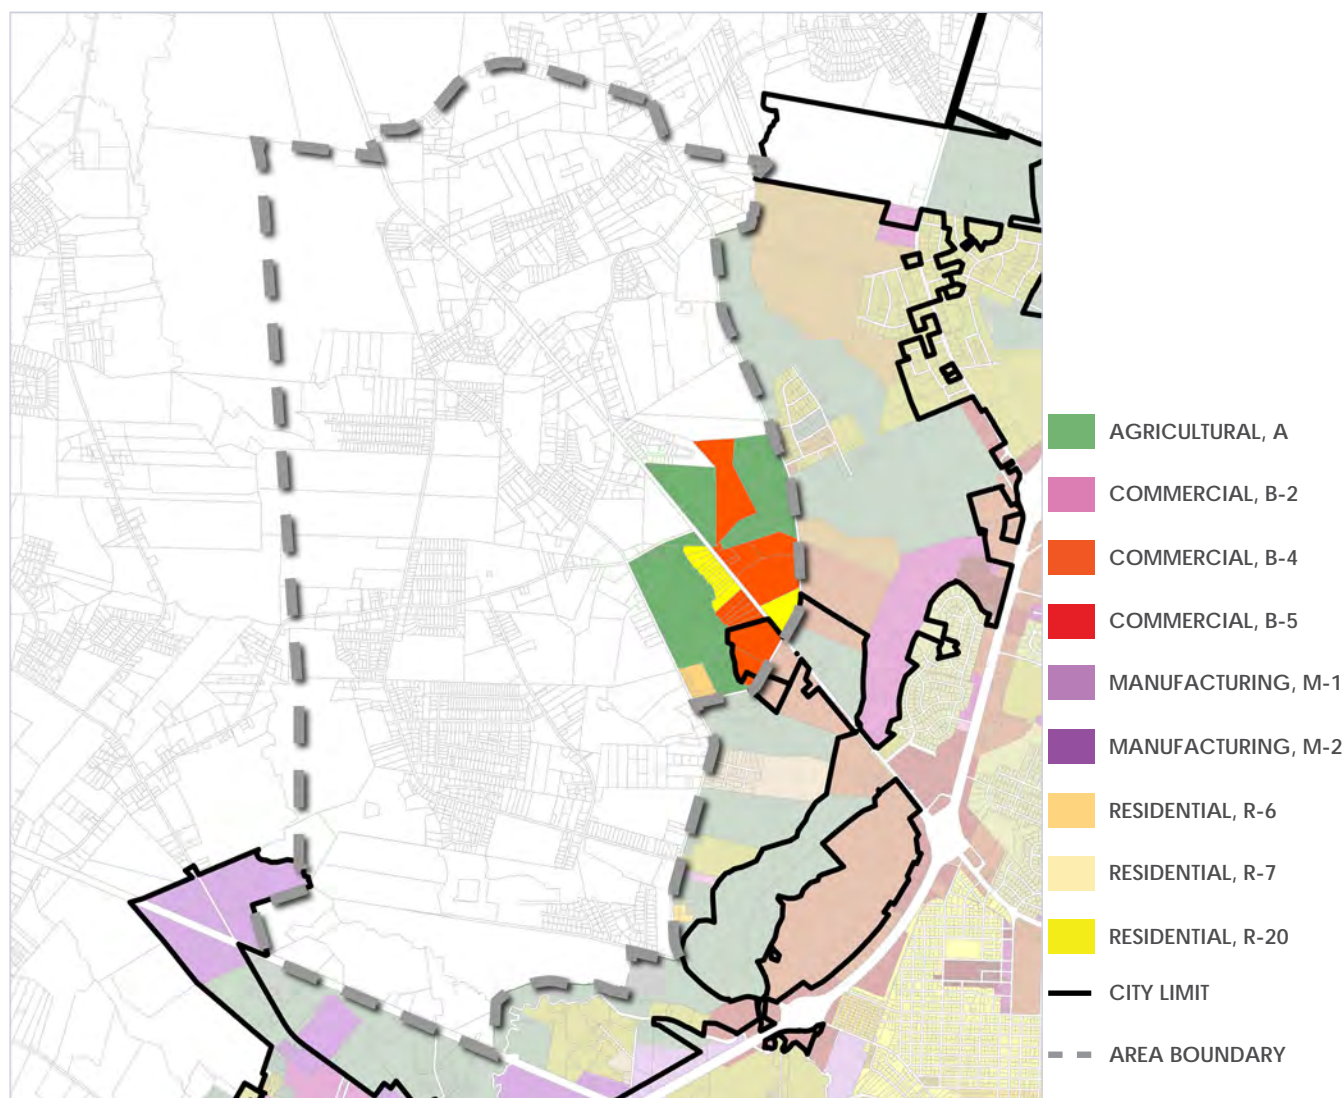 AGRICULTURAL, A
COMMERCIAL, B-2
COMMERCIAL, B-4
COMMERCIAL, B-5
MANUFACTURING, M-1
MANUFACTURING, M-2
RESIDENTIAL, R-6
RESIDENTIAL, R-7
RESIDENTIAL, R-20
CITY LIMIT
AREA BOUNDARY